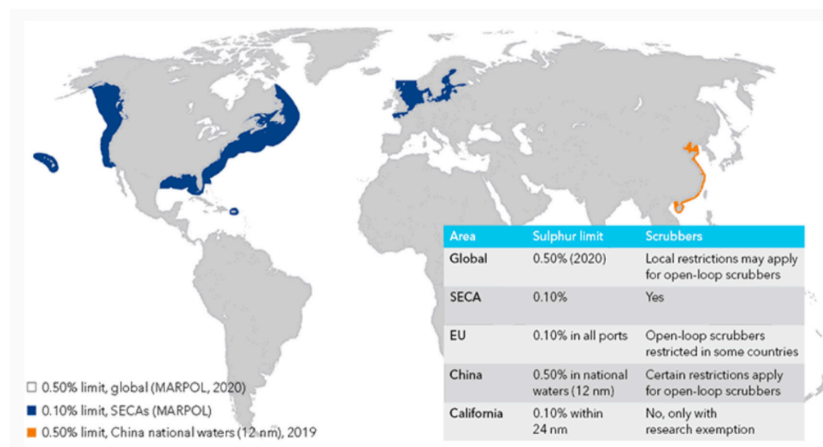 Area Sulphur limit Scrubbers
Global 0.50% (2020) Local restrictions may apply
for open-loop scrubbers
SECA 0.10% Yes
EU 0.10% in all ports Open-loop scrubbers
restricted in some countries
China 0.50% in national Certain restrictions apply
waters (12 nm) for open-loop scrubbers
California 0.10% within No, only with
24 nm research exemption
0.50% limit, global (MARPOL, 2020)
0.10% limit, SECAs (MARPOL)
0.50% limit, China national waters (12 nm), 2019